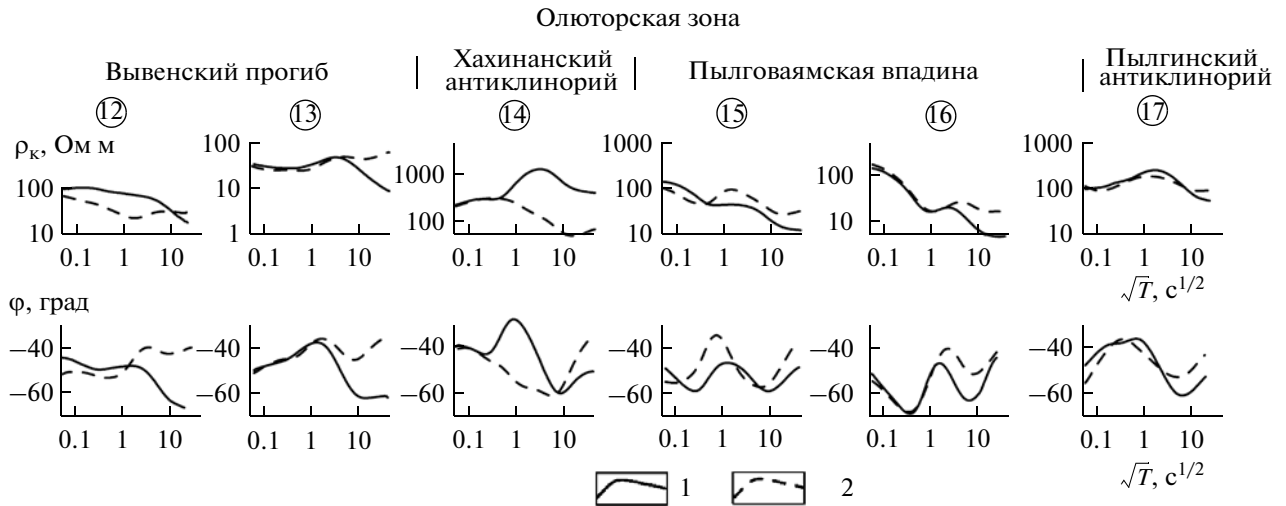 Олюторская зона
Вывенский прогиб
Хахинанский
антиклинорий
Пылговаямская впадина
Пылгинский
антиклинорий
12 13 14 15 16 17
ρк, Ом м
100 10
100 10 1
1000 100
1000 100 10
100 10
1000 100 10
0.1 1 10 0.1 1 10 0.1 1 10 0.1 1 10 0.1 1 10 0.1 1 10
√T, с1/2
φ, град
−40 −40 −40 −40 −40 −40
−60 −60 −60 −60 −60 −60
0.1 1 10 0.1 1 10 0.1 1 10 0.1 1 10 0.1 1 10 0.1 1 10
√T, с1/2
1 2